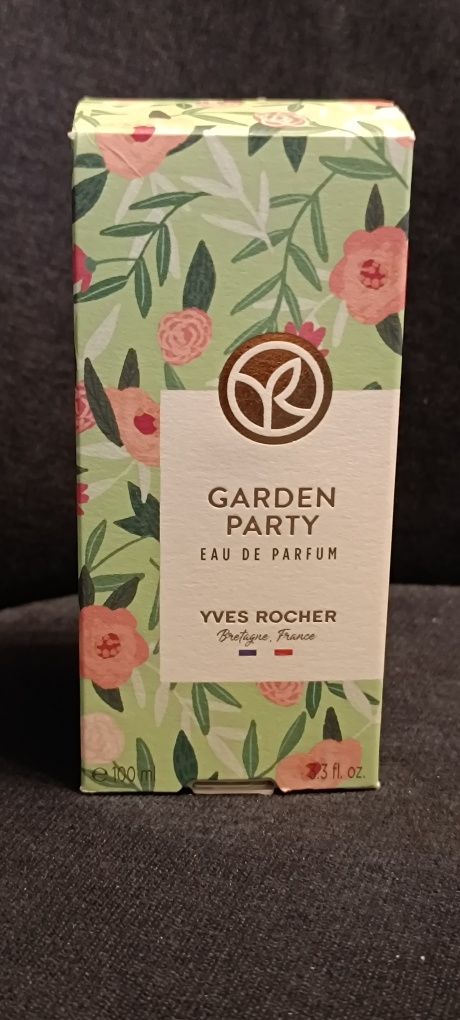 GARDEN
PARTY
EAU DE PARFUM
YVES ROCHER
Bretagne, France
℮ 100 ml
3.3 fl. oz.